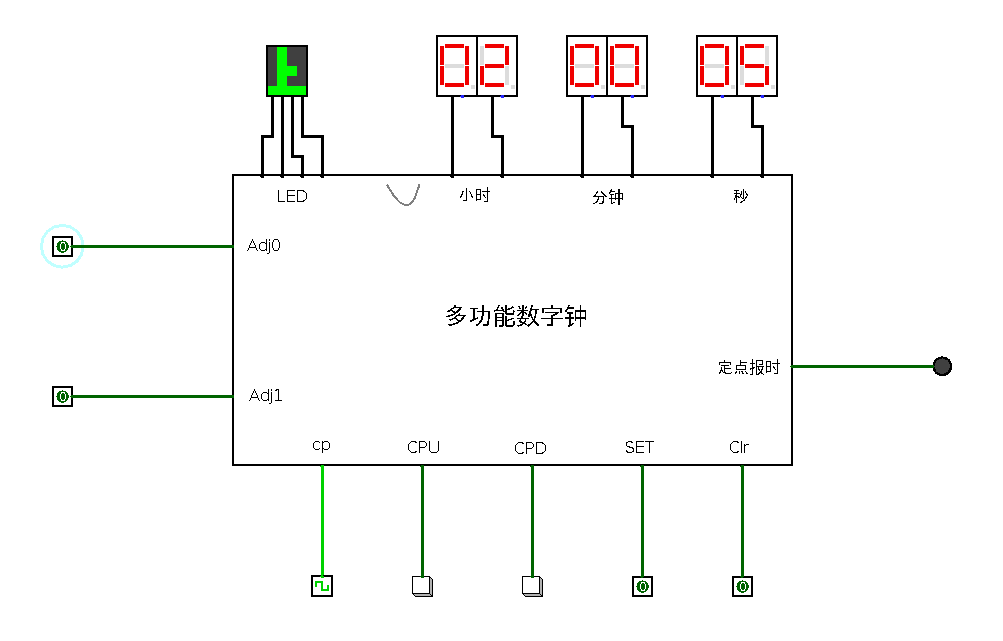 02 00 05
LED 小时 分钟 秒
Adj0
0
多功能数字钟
定点报时
Adj1
0
cp CPU CPD SET Clr
0 0